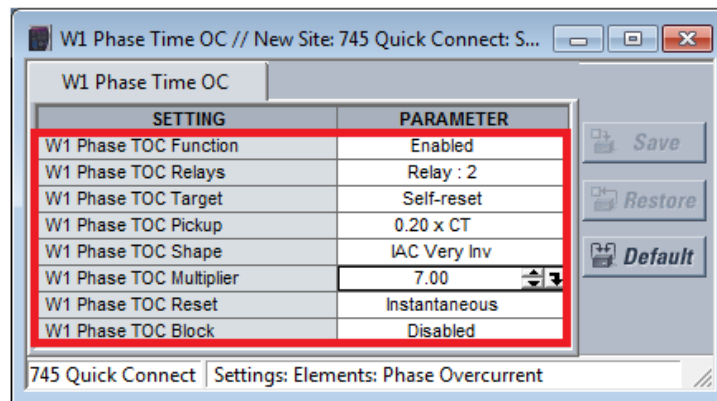 W1 Phase Time OC // New Site: 745 Quick Connect: S...
W1 Phase Time OC
SETTING PARAMETER
W1 Phase TOC Function Enabled
W1 Phase TOC Relays Relay : 2
W1 Phase TOC Target Self-reset
W1 Phase TOC Pickup 0.20 x CT
W1 Phase TOC Shape IAC Very Inv
W1 Phase TOC Multiplier 7.00
W1 Phase TOC Reset Instantaneous
W1 Phase TOC Block Disabled
Save
Restore
Default
745 Quick Connect Settings: Elements: Phase Overcurrent